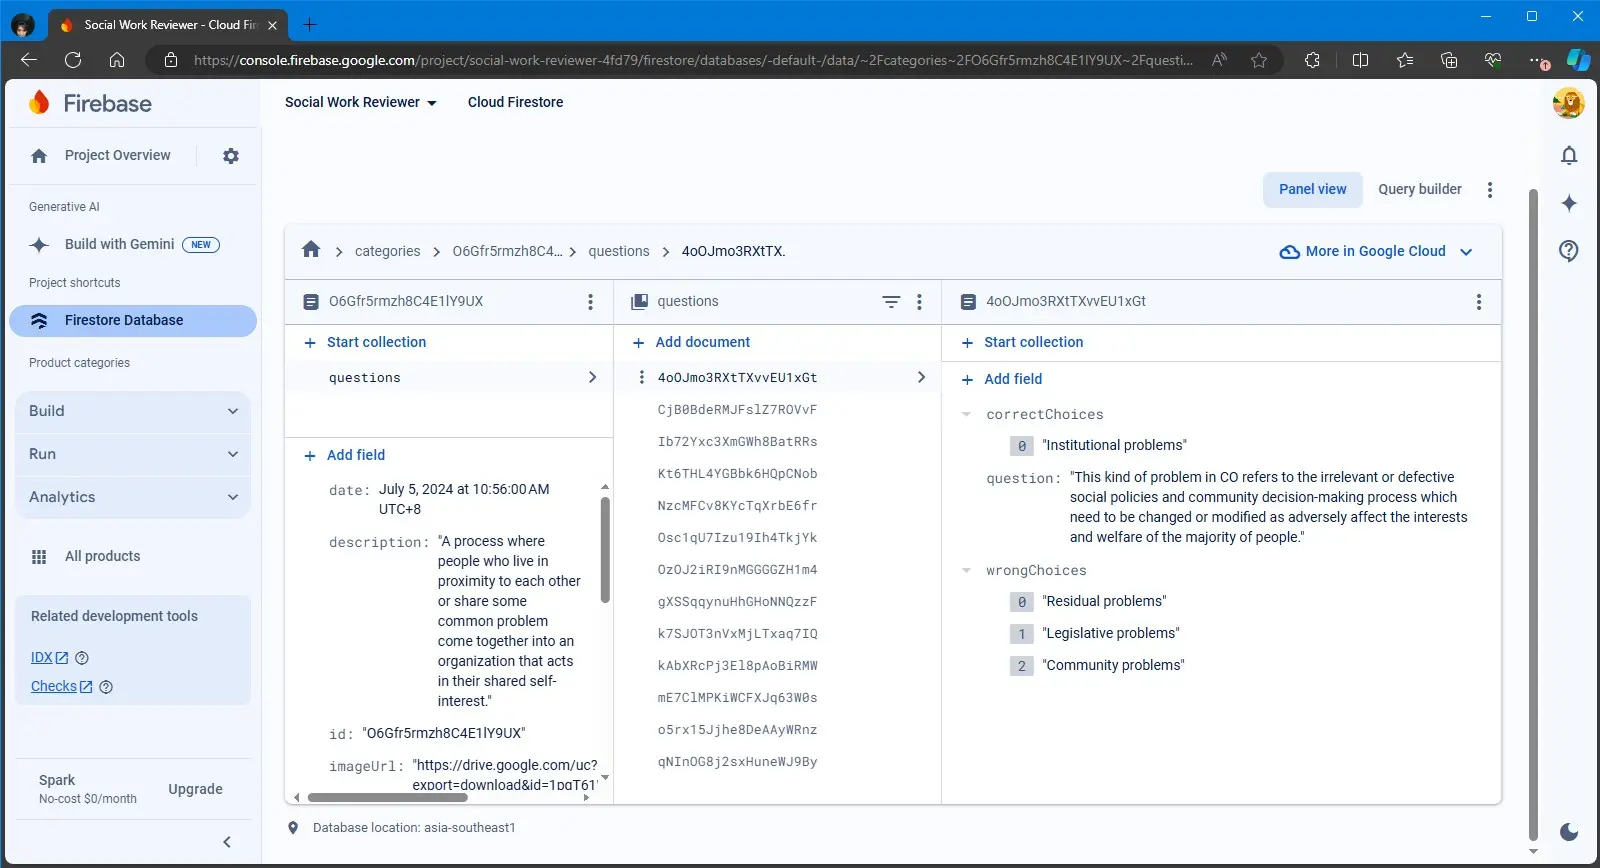 Social Work Reviewer - Cloud Fir
https://console.firebase.google.com/project/social-work-reviewer-4fd79/firestore/databases/-default-/data/~2Fcategories~2FO6Gfr5rmzh8C4E1lY9UX~2Fquesti...
Firebase
Social Work Reviewer
Cloud Firestore
Project Overview
Generative AI
Build with Gemini NEW
Project shortcuts
Firestore Database
Product categories
Build
Run
Analytics
All products
Related development tools
IDX
Checks
Spark
No-cost $0/month
Upgrade
Panel view
Query builder
categories
O6Gfr5rmzh8C4...
questions
4oOJmo3RXtTX.
More in Google Cloud
O6Gfr5rmzh8C4E1lY9UX
Start collection
questions
Add field
date: July 5, 2024 at 10:56:00 AM
UTC+8
description: "A process where
people who live in
proximity to each other
or share some
common problem
come together into an
organization that acts
in their shared self-
interest."
id: "O6Gfr5rmzh8C4E1lY9UX"
imageUrl: "https://drive.google.com/uc?
export=download&id=1pgT61'
questions
Add document
4oOJmo3RXtTXvvEU1xGt
CjB0BdeRMJFslZ7ROVvF
Ib72Yxc3XmGWh8BatRRs
Kt6THL4YGBbk6HQpCNob
NzcMFCv8KYcTqXrbE6fr
Osc1qU7Izu19Ih4TkjYk
OzOJ2iRI9nMGGGGZH1m4
gXSSqqynuHhGHoNNQzzF
k7SJOT3nVxMjLTxaq7IQ
kAbXRcPj3El8pAoBiRMW
mE7ClMPKiWCFXJq63W0s
o5rx15Jjhe8DeAAyWRnz
qNInOG8j2sxHuneWJ9By
4oOJmo3RXtTXvvEU1xGt
Start collection
Add field
correctChoices
0 "Institutional problems"
question: "This kind of problem in CO refers to the irrelevant or defective
social policies and community decision-making process which
need to be changed or modified as adversely affect the interests
and welfare of the majority of people."
wrongChoices
0 "Residual problems"
1 "Legislative problems"
2 "Community problems"
Database location: asia-southeast1